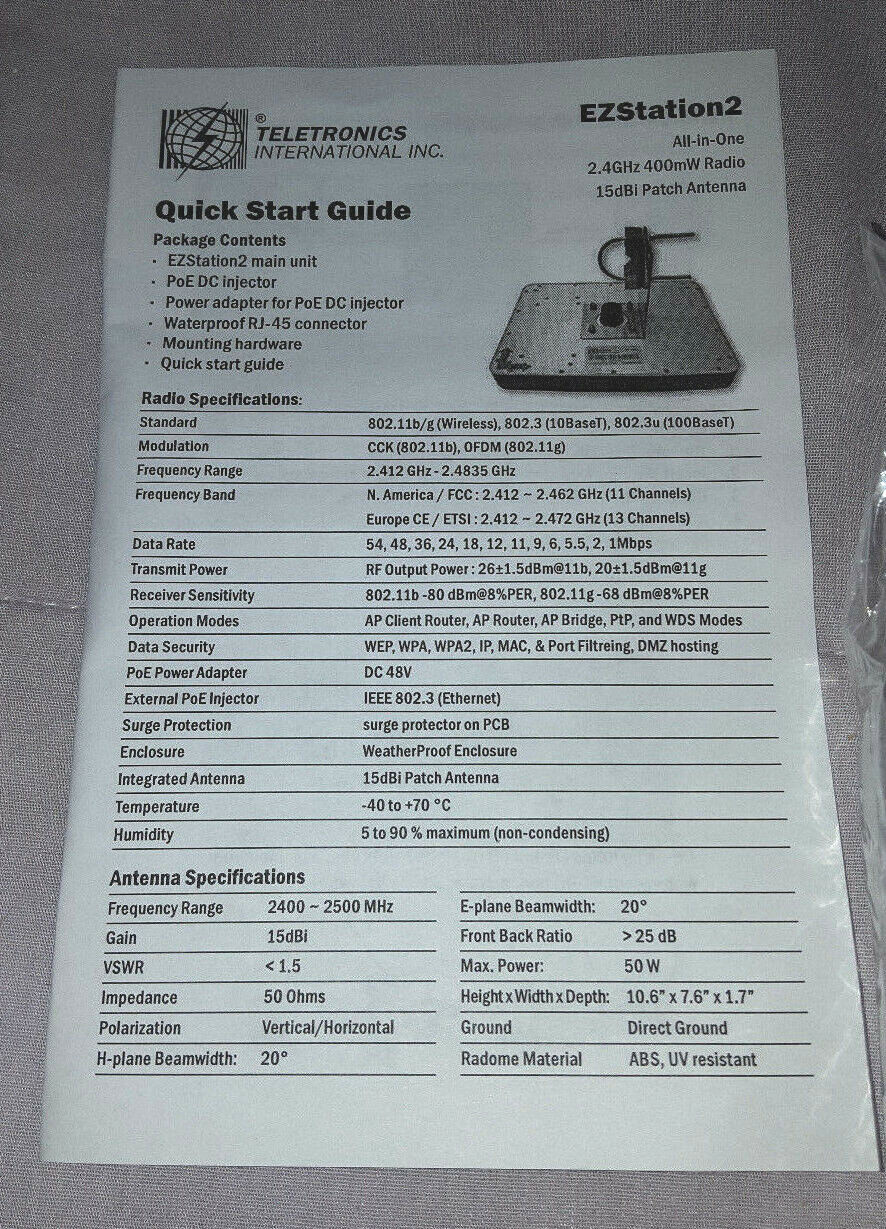 ®
TELETRONICS
INTERNATIONAL INC.
EZStation2
All-in-One
2.4GHz 400mW Radio
15dBi Patch Antenna
Quick Start Guide
Package Contents
· EZStation2 main unit
· PoE DC injector
· Power adapter for PoE DC injector
· Waterproof RJ-45 connector
· Mounting hardware
· Quick start guide
Radio Specifications:
Standard 802.11b/g (Wireless), 802.3 (10BaseT), 802.3u (100BaseT)
Modulation CCK (802.11b), OFDM (802.11g)
Frequency Range 2.412 GHz - 2.4835 GHz
Frequency Band N. America / FCC : 2.412 ~ 2.462 GHz (11 Channels)
Europe CE / ETSI : 2.412 ~ 2.472 GHz (13 Channels)
Data Rate 54, 48, 36, 24, 18, 12, 11, 9, 6, 5.5, 2, 1Mbps
Transmit Power RF Output Power : 26±1.5dBm@11b, 20±1.5dBm@11g
Receiver Sensitivity 802.11b -80 dBm@8%PER, 802.11g -68 dBm@8%PER
Operation Modes AP Client Router, AP Router, AP Bridge, PtP, and WDS Modes
Data Security WEP, WPA, WPA2, IP, MAC, & Port Filtreing, DMZ hosting
PoE Power Adapter DC 48V
External PoE Injector IEEE 802.3 (Ethernet)
Surge Protection surge protector on PCB
Enclosure WeatherProof Enclosure
Integrated Antenna 15dBi Patch Antenna
Temperature -40 to +70 °C
Humidity 5 to 90 % maximum (non-condensing)
Antenna Specifications
Frequency Range 2400 ~ 2500 MHz
Gain 15dBi
VSWR < 1.5
Impedance 50 Ohms
Polarization Vertical/Horizontal
H-plane Beamwidth: 20°
E-plane Beamwidth: 20°
Front Back Ratio > 25 dB
Max. Power: 50 W
Height x Width x Depth: 10.6" x 7.6" x 1.7"
Ground Direct Ground
Radome Material ABS, UV resistant